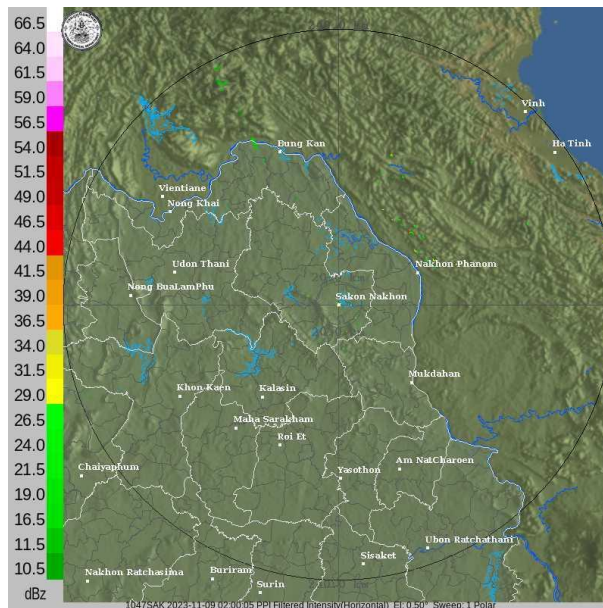 66.5
64.0
61.5
59.0
56.5
54.0
51.5
49.0
46.5
44.0
41.5
39.0
36.5
34.0
31.5
29.0
26.5
24.0
21.5
19.0
16.5
11.5
10.5
dBz
Vinh
Ha Tinh
Bung Kan
Vientiane
Nong Khai
Udon Thani
Nakhon Phanom
Nong BuaLamPhu
Sakon Nakhon
Mukdahan
Khon Kaen
Kalasin
Maha Sarakham
Roi Et
Chaiyaphum
Am NatCharoen
Yasothon
Ubon Ratchathani
Sisaket
Nakhon Ratchasima
Buriram
Surin
1047SAK 2023-11-09 02:00:05 PPI Filtered Intensity(Horizontal) El: 0.50° Sweep: 1 Polar